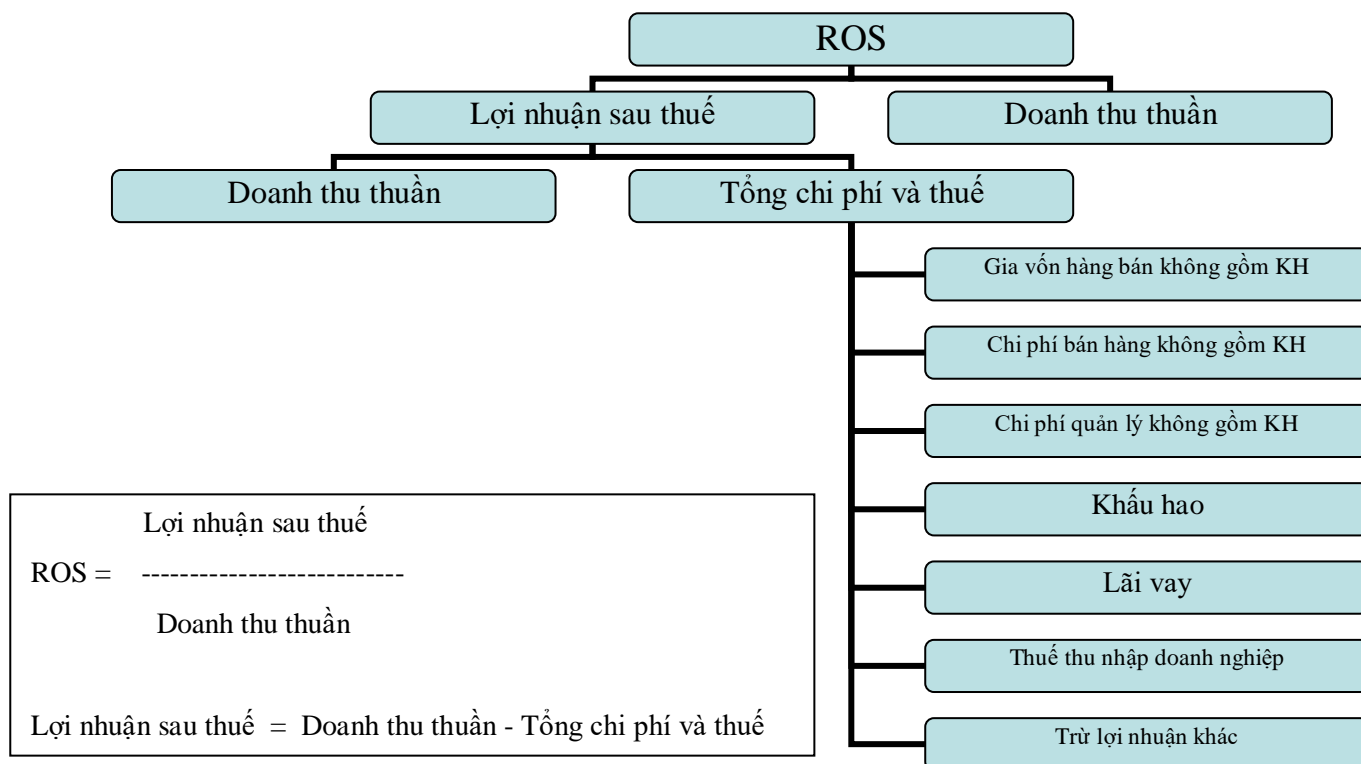 ROS
Lợi nhuận sau thuế
Doanh thu thuần
Doanh thu thuần
Tổng chi phí và thuế
Gia vốn hàng bán không gồm KH
Chi phí bán hàng không gồm KH
Chi phí quản lý không gồm KH
Khấu hao
Lãi vay
Thuế thu nhập doanh nghiệp
Trừ lợi nhuận khác
Lợi nhuận sau thuế
ROS = ---------------------------
Doanh thu thuần
Lợi nhuận sau thuế = Doanh thu thuần - Tổng chi phí và thuế